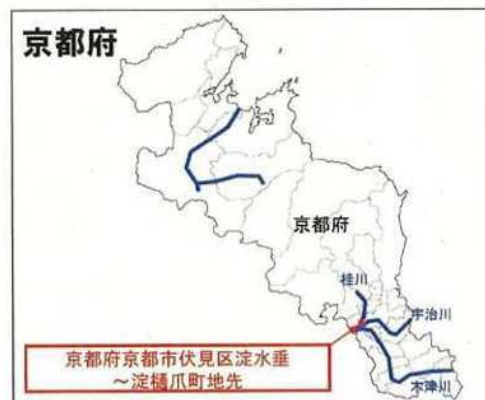 京都府
京都府
桂川
宇治川
木津川
京都府京都市伏見区淀水垂
～淀樋爪町地先